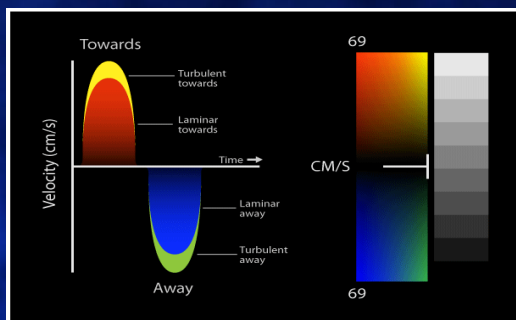 Towards
Turbulent
towards
Laminar
towards
Time
Velocity (cm/s)
Laminar
away
Turbulent
away
Away
69
CM/S
69